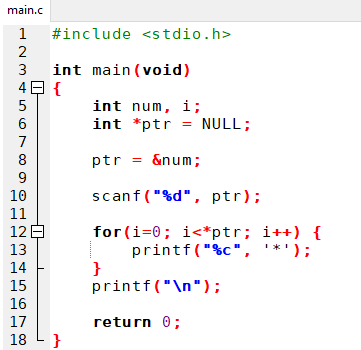 main.c
1 #include <stdio.h>
2
3 int main(void)
4 {
5     int num, i;
6     int *ptr = NULL;
7
8     ptr = &num;
9
10     scanf("%d", ptr);
11
12     for(i=0; i<*ptr; i++) {
13         printf("%c", '*');
14     }
15     printf("\n");
16
17     return 0;
18 }